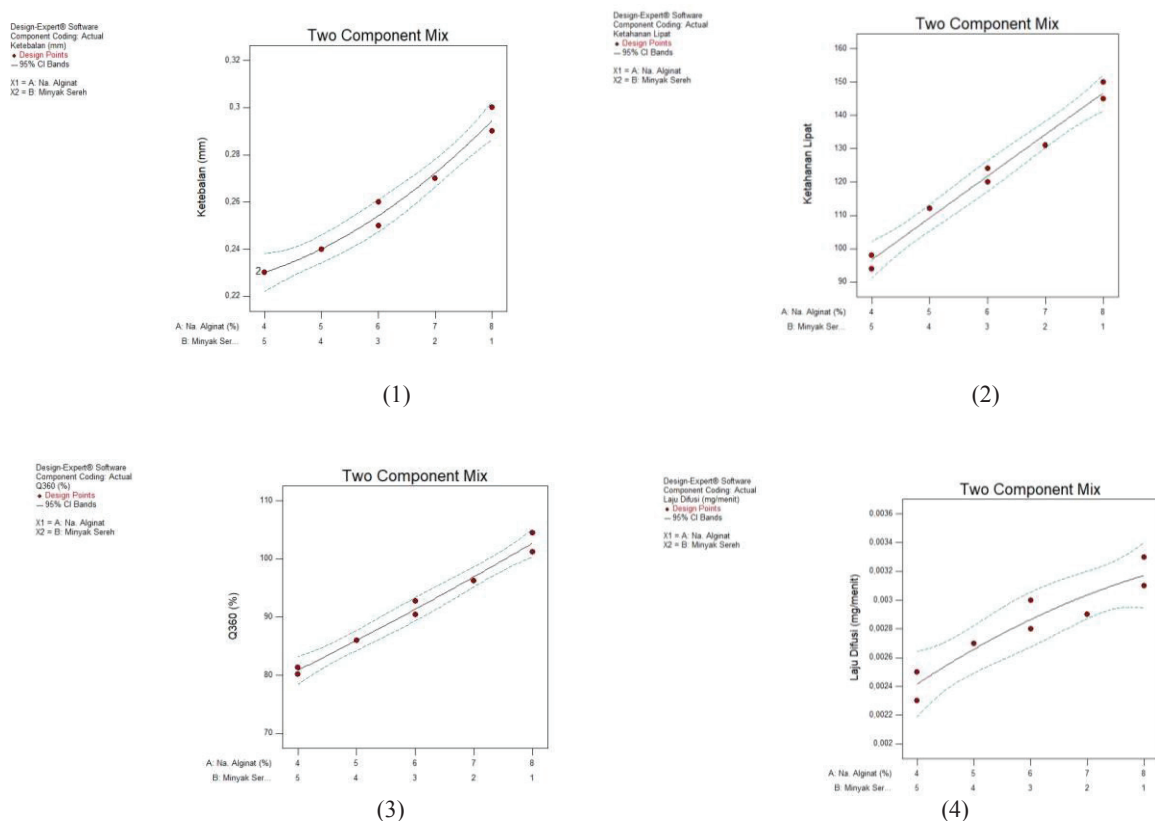 Design-Expert® Software
Component Coding: Actual
Ketebalan (mm)
● Design Points
--- 95% CI Bands
X1 = A: Na. Alginat
X2 = B: Minyak Sereh
Two Component Mix
Ketebalan (mm)
0,32
0,3
0,28
0,26
0,24
0,22
2
A: Na. Alginat (%) 4 5 6 7 8
B: Minyak Ser... 5 4 3 2 1
(1)
Design-Expert® Software
Component Coding: Actual
Ketahanan Lipat
● Design Points
--- 95% CI Bands
X1 = A: Na. Alginat
X2 = B: Minyak Sereh
Two Component Mix
Ketahanan Lipat
160
150
140
130
120
110
100
90
A: Na. Alginat (%) 4 5 6 7 8
B: Minyak Ser... 5 4 3 2 1
(2)
Design-Expert® Software
Component Coding: Actual
Q360 (%)
● Design Points
--- 95% CI Bands
X1 = A: Na. Alginat
X2 = B: Minyak Sereh
Two Component Mix
Q360 (%)
110
100
90
80
70
A: Na. Alginat (%) 4 5 6 7 8
B: Minyak Ser... 5 4 3 2 1
(3)
Design-Expert® Software
Component Coding: Actual
Laju Difusi (mg/menit)
● Design Points
--- 95% CI Bands
X1 = A: Na. Alginat
X2 = B: Minyak Sereh
Two Component Mix
Laju Difusi (mg/menit)
0,0036
0,0034
0,0032
0,003
0,0028
0,0026
0,0024
0,0022
0,002
A: Na. Alginat (%) 4 5 6 7 8
B: Minyak Ser... 5 4 3 2 1
(4)